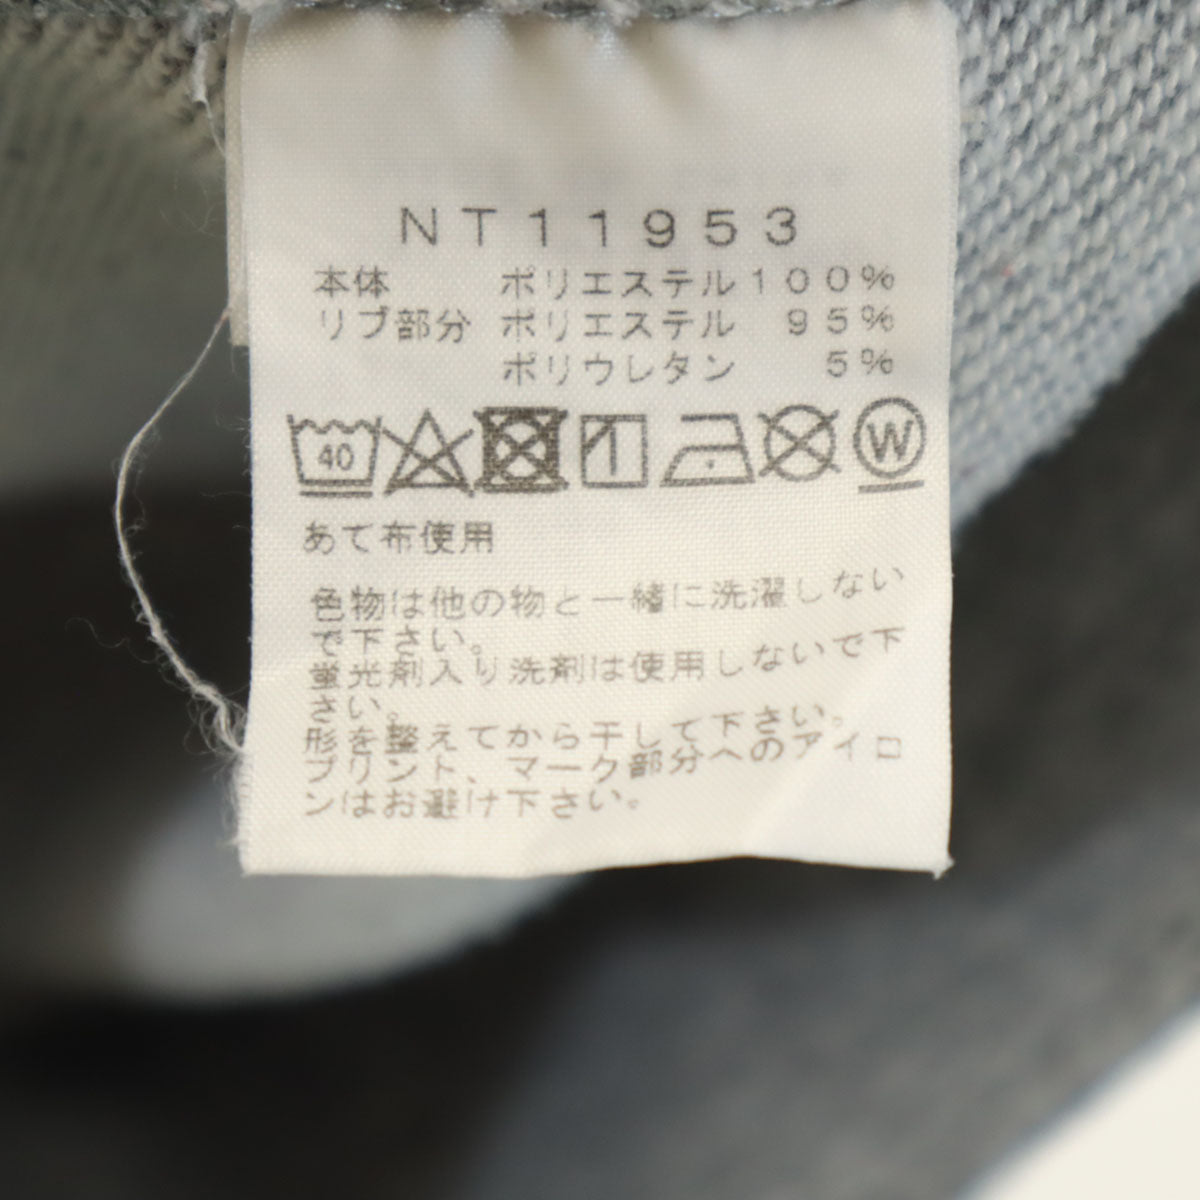 NT11953
本体 ポリエステル100%
リブ部分 ポリエステル 95%
ポリウレタン 5%
40 W
あて布使用
色物は他の物と一緒に洗濯しない
で下さい。
蛍光剤入り洗剤は使用しないで下
さい。
形を整えてから干して下さい。
プリント、マーク部分へのアイロ
ンはお避け下さい。